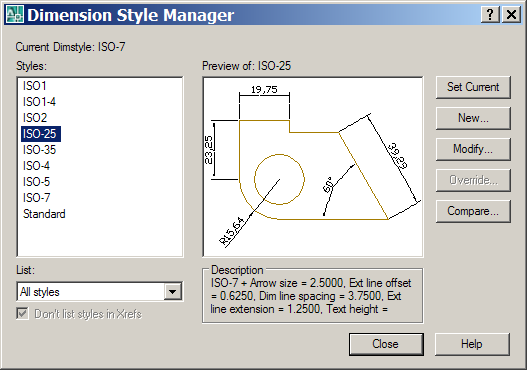 Dimension Style Manager
Current Dimstyle: ISO-7
Styles:
ISO1
ISO1-4
ISO2
ISO-25
ISO-35
ISO-4
ISO-5
ISO-7
Standard
Preview of: ISO-25
19,75
23,25
39,29
60°
R15,64
Set Current
New...
Modify...
Override...
Compare...
List:
All styles
Don't list styles in Xrefs
Description
ISO-7 + Arrow size = 2.5000, Ext line offset
= 0.6250, Dim line spacing = 3.7500, Ext
line extension = 1.2500, Text height =
Close
Help